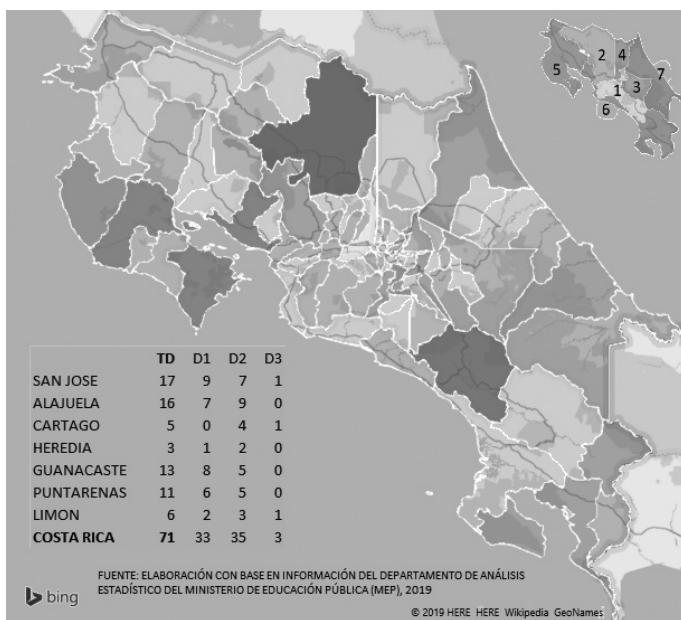 2 4
5 7
1 3
6
TD D1 D2 D3
SAN JOSE 17 9 7 1
ALAJUELA 16 7 9 0
CARTAGO 5 0 4 1
HEREDIA 3 1 2 0
GUANACASTE 13 8 5 0
PUNTARENAS 11 6 5 0
LIMON 6 2 3 1
COSTA RICA 71 33 35 3
FUENTE: ELABORACIÓN CON BASE EN INFORMACIÓN DEL DEPARTAMENTO DE ANÁLISIS
ESTADÍSTICO DEL MINISTERIO DE EDUCACIÓN PÚBLICA (MEP), 2019
bing
© 2019 HERE HERE Wikipedia GeoNames